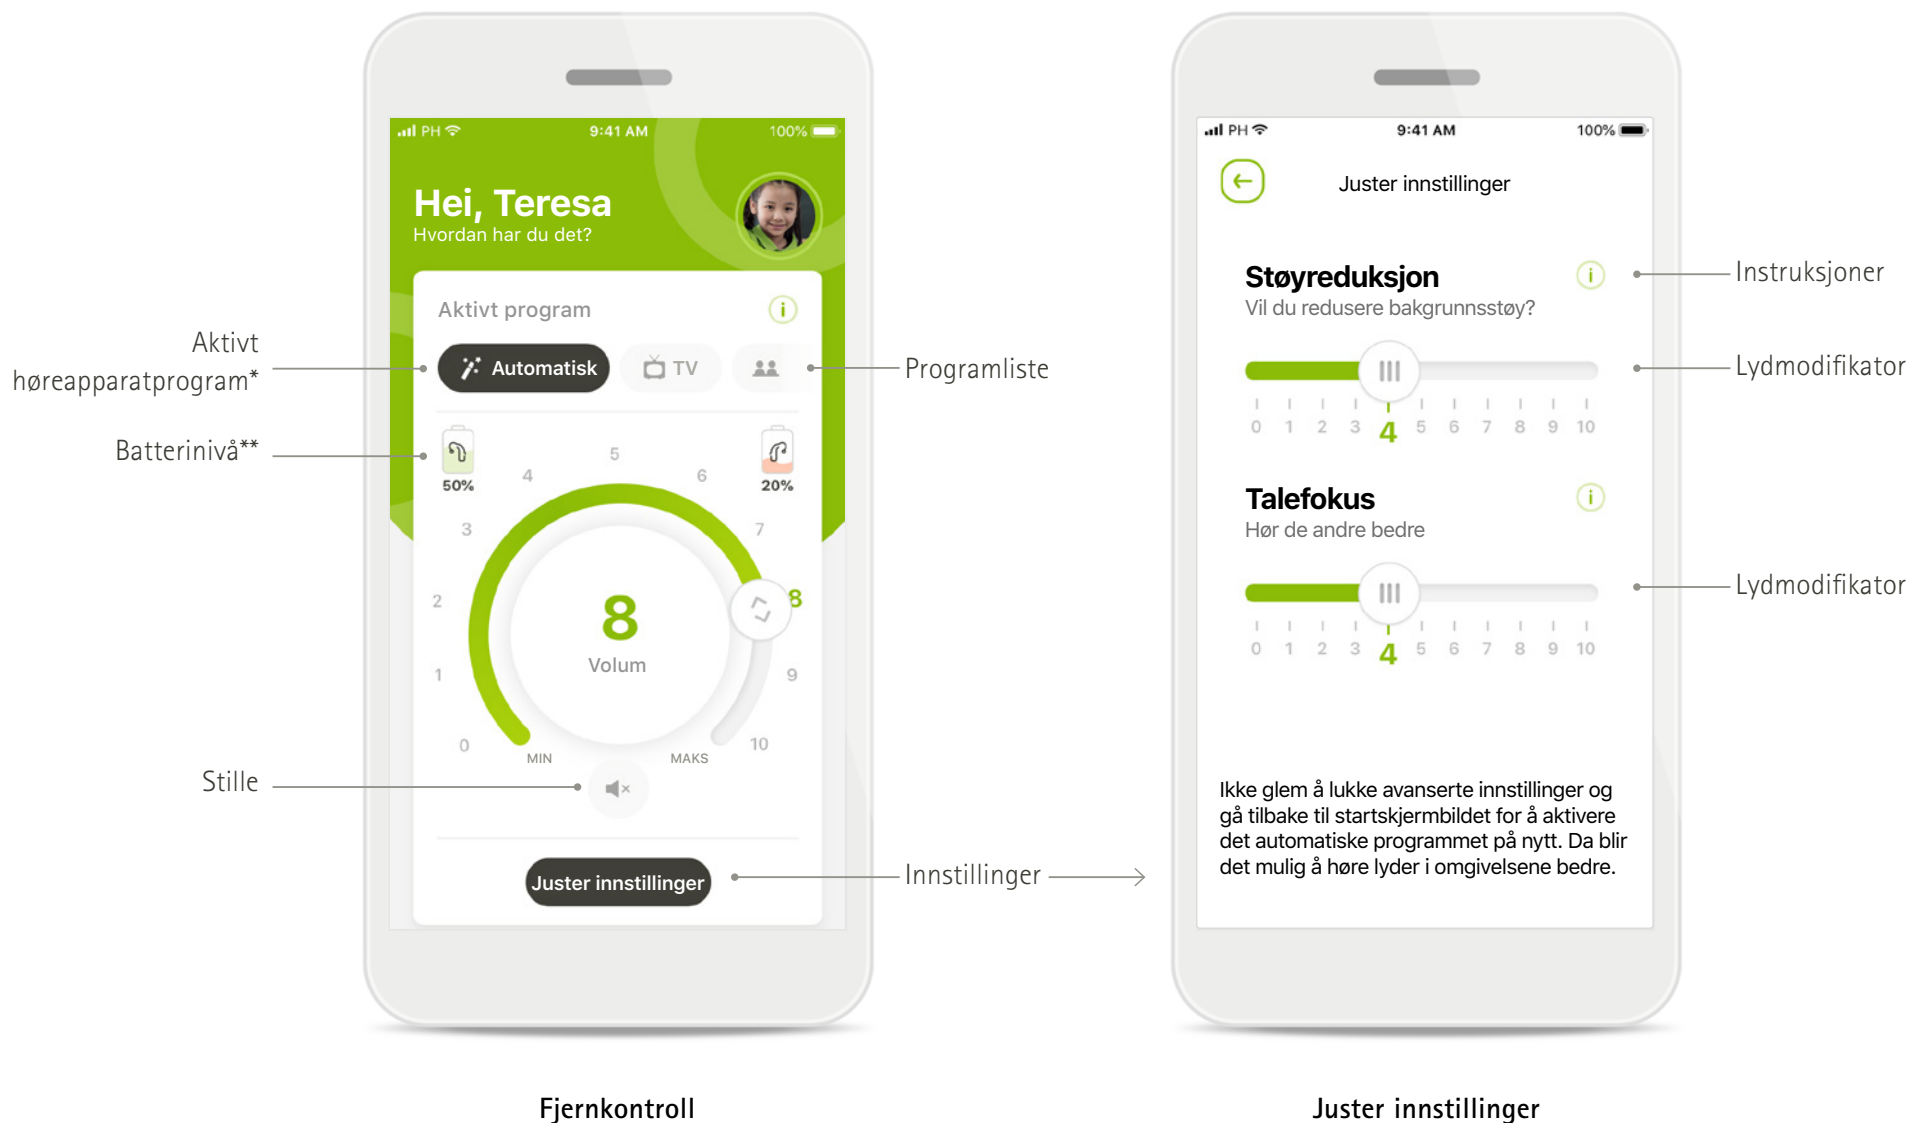 PH
9:41 AM
100%
Hei, Teresa
Hvordan har du det?
Aktivt program
i
Aktivt
høreapparatprogram*
Automatisk
TV
Programliste
Batterinivå**
50%
20%
0
1
2
3
4
5
6
7
8
9
10
8
Volum
MIN
MAKS
Stille
Juster innstillinger
Innstillinger
Fjernkontroll
PH
9:41 AM
100%
Juster innstillinger
Støyreduksjon
i
Instruksjoner
Vil du redusere bakgrunnsstøy?
Lydmodifikator
0 1 2 3 4 5 6 7 8 9 10
Talefokus
i
Hør de andre bedre
Lydmodifikator
0 1 2 3 4 5 6 7 8 9 10
Ikke glem å lukke avanserte innstillinger og
gå tilbake til startskjermbildet for å aktivere
det automatiske programmet på nytt. Da blir
det mulig å høre lyder i omgivelsene bedre.
Juster innstillinger